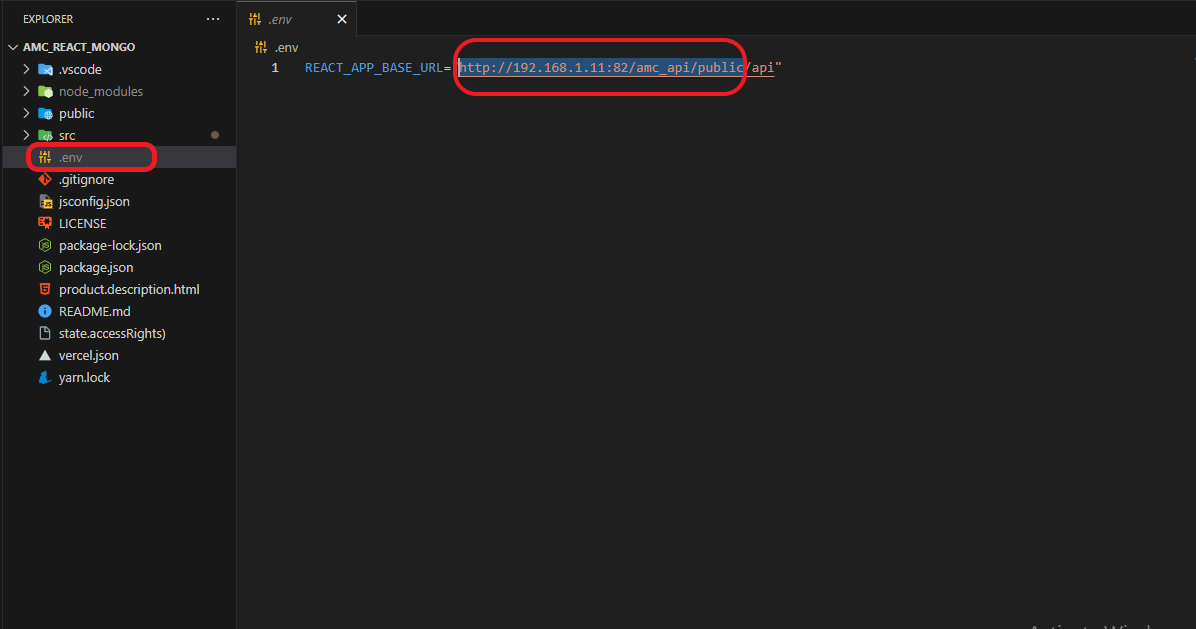 EXPLORER
AMC_REACT_MONGO
.vscode
node_modules
public
src
.env
.gitignore
jsconfig.json
LICENSE
package-lock.json
package.json
product.description.html
README.md
state.accessRights)
vercel.json
yarn.lock
.env
.env
1 REACT_APP_BASE_URL="http://192.168.1.11:82/amc_api/public/api"